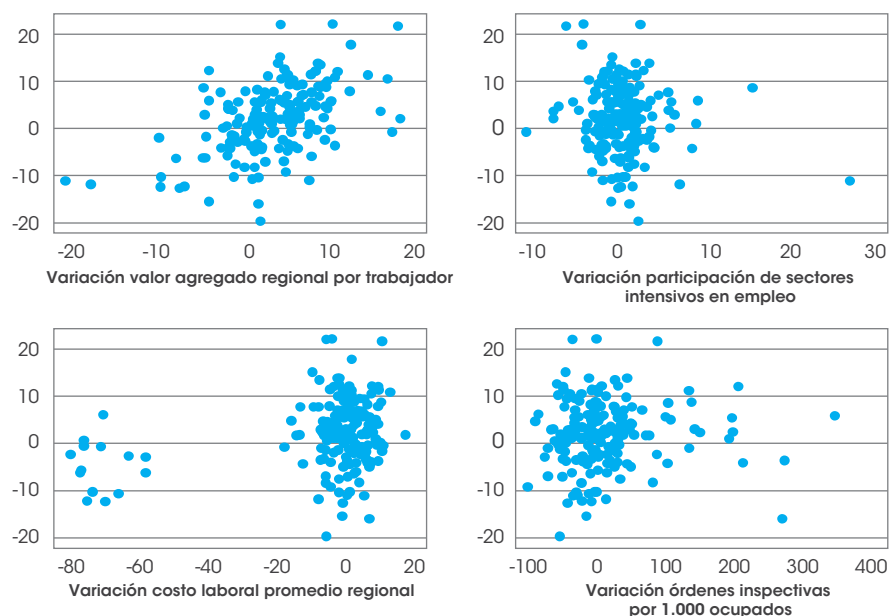 20
10
0
-10
-20
-20 -10 0 10 20
Variación valor agregado regional por trabajador
20
10
0
-10
-20
-10 0 10 20 30
Variación participación de sectores
intensivos en empleo
20
10
0
-10
-20
-80 -60 -40 -20 0 20
Variación costo laboral promedio regional
20
10
0
-10
-20
-100 0 100 200 300 400
Variación órdenes inspectivas
por 1.000 ocupados